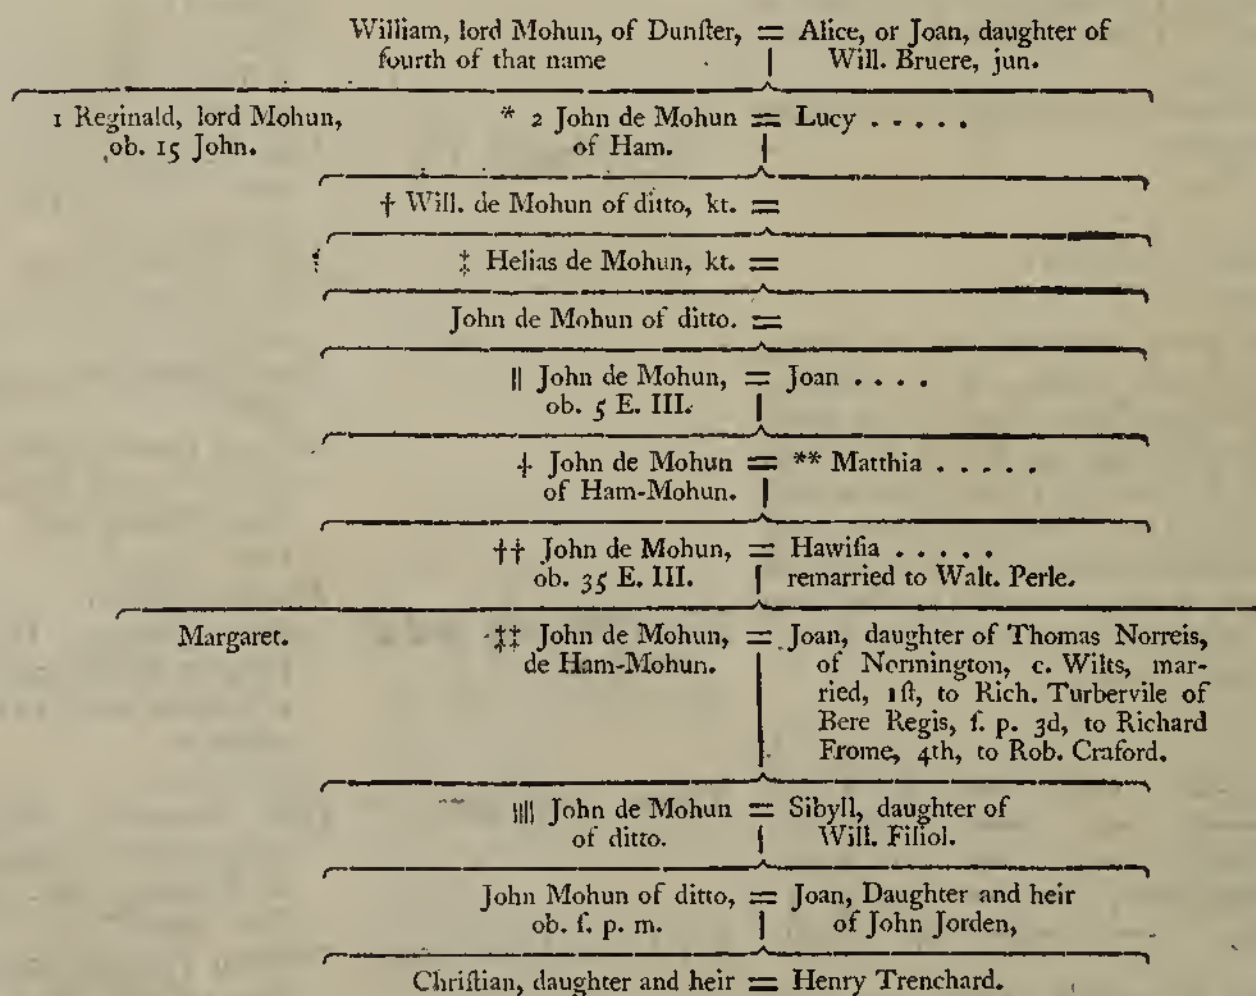 William, lord Mohun, of Dunſter, = Alice, or Joan, daughter of
fourth of that name Will. Bruere, jun.
1 Reginald, lord Mohun, * 2 John de Mohun = Lucy . . . . .
ob. 15 John. of Ham.
† Will. de Mohun of ditto, kt. =
‡ Helias de Mohun, kt. =
John de Mohun of ditto. =
|| John de Mohun, = Joan . . . .
ob. 5 E. III.
⸸ John de Mohun = ** Matthia . . . . .
of Ham-Mohun.
†† John de Mohun, = Hawiſia . . . . .
ob. 35 E. III. remarried to Walt. Perle.
Margaret. ‡‡ John de Mohun, = Joan, daughter of Thomas Norreis,
de Ham-Mohun. of Normington, c. Wilts, mar-
ried, 1ſt, to Rich. Turbervile of
Bere Regis, ſ. p. 3d, to Richard
Frome, 4th, to Rob. Craford.
|||| John de Mohun = Sibyll, daughter of
of ditto. Will. Filiol.
John Mohun of ditto, = Joan, Daughter and heir
ob. ſ. p. m. of John Jorden,
Chriſtian, daughter and heir = Henry Trenchard.